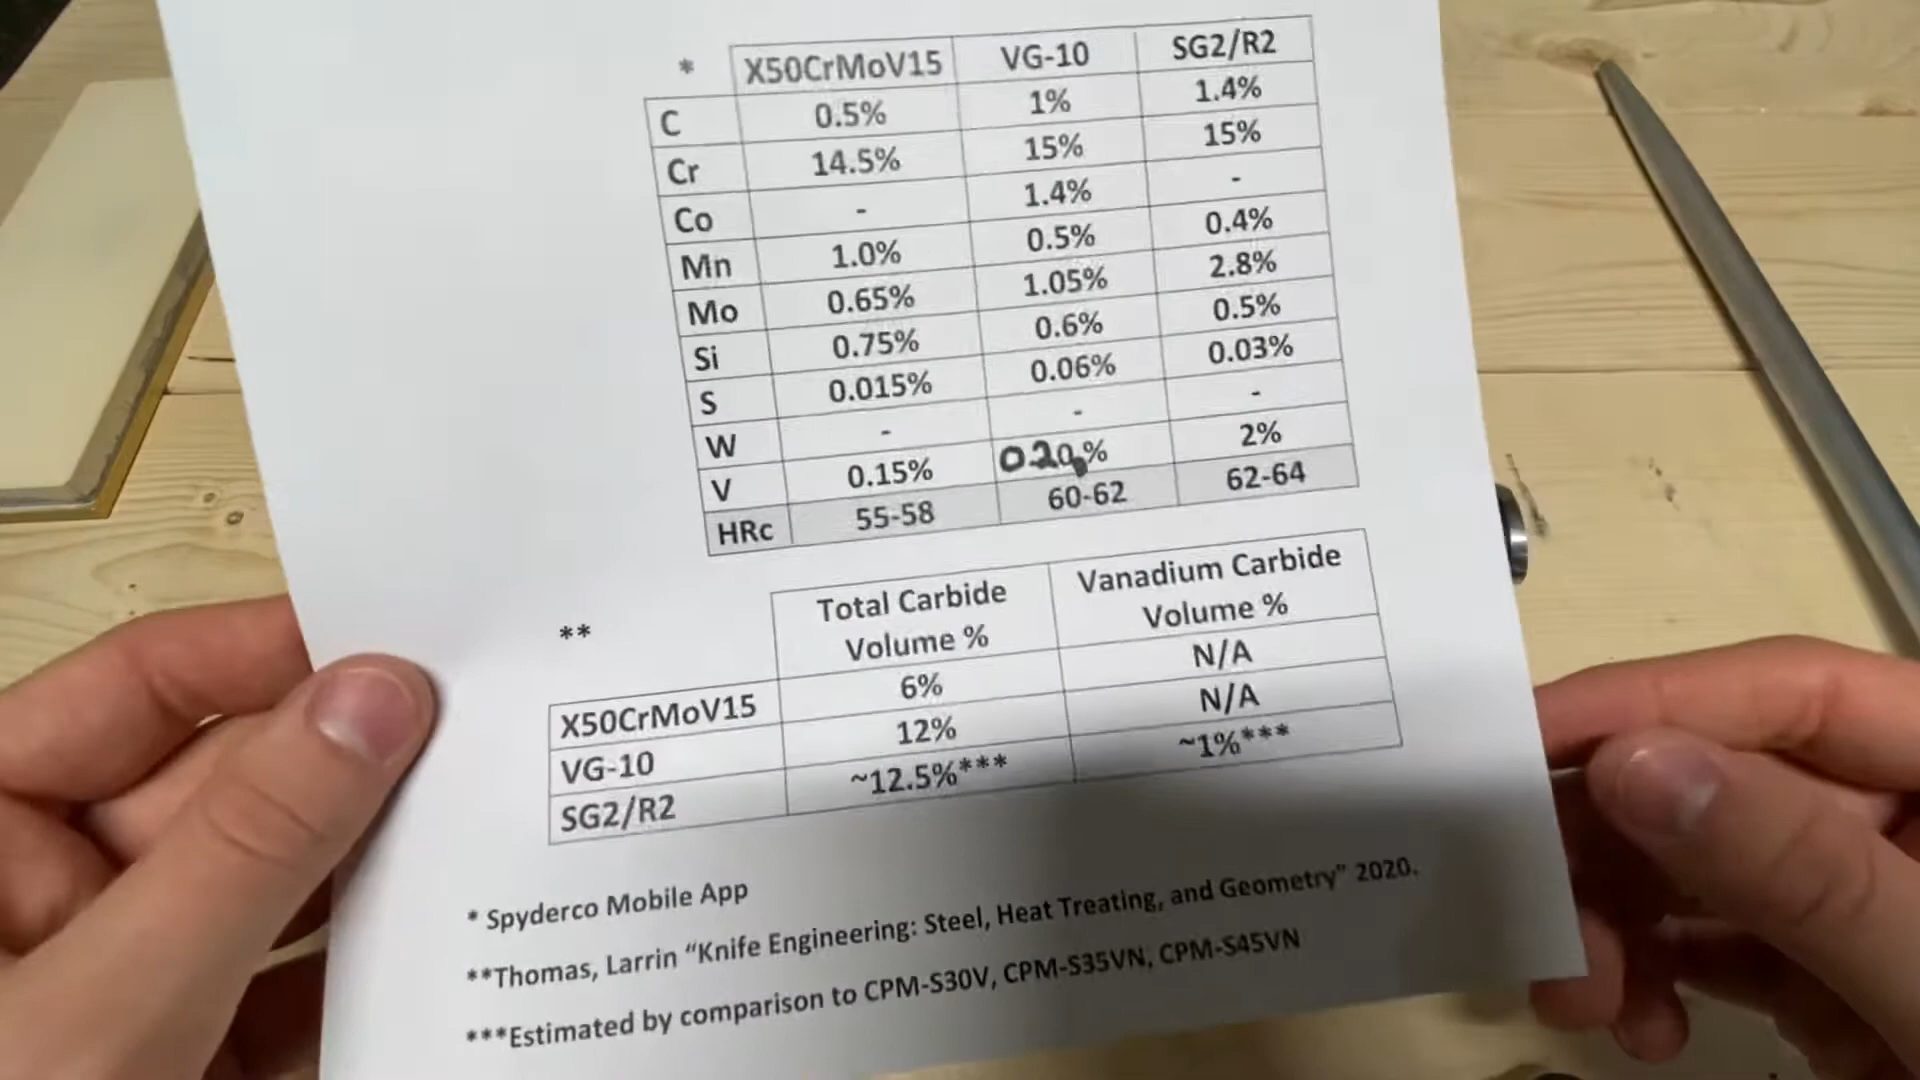 * X50CrMoV15 VG-10 SG2/R2
C 0.5% 1% 1.4%
Cr 14.5% 15% 15%
Co - 1.4% -
Mn 1.0% 0.5% 0.4%
Mo 0.65% 1.05% 2.8%
Si 0.75% 0.6% 0.5%
S 0.015% 0.06% 0.03%
W - - -
V 0.15% 0.20% 2%
HRc 55-58 60-62 62-64
** Total Carbide Volume % Vanadium Carbide Volume %
X50CrMoV15 6% N/A
VG-10 12% N/A
SG2/R2 ~12.5%*** ~1%***
* Spyderco Mobile App
**Thomas, Larrin “Knife Engineering: Steel, Heat Treating, and Geometry” 2020.
***Estimated by comparison to CPM-S30V, CPM-S35VN, CPM-S45VN